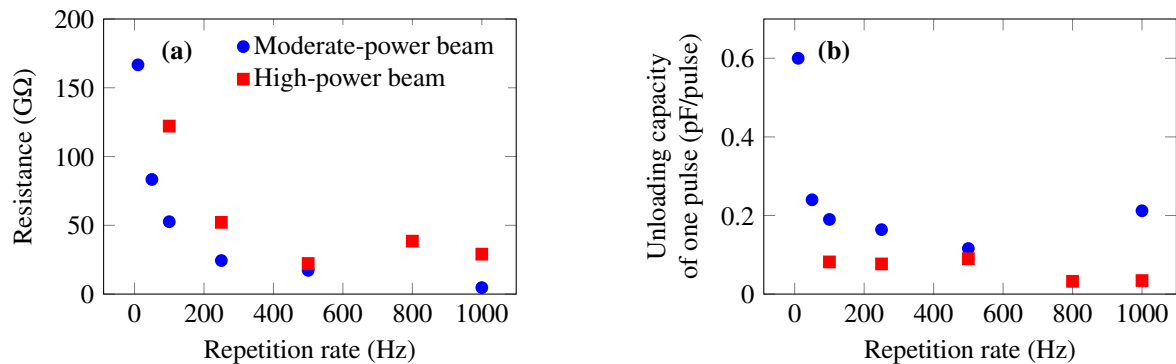 (a)
Moderate-power beam
High-power beam
200
150
100
50
0
Resistance (GΩ)
0 200 400 600 800 1000
Repetition rate (Hz)
(b)
0.6
0.4
0.2
0
Unloading capacity
of one pulse (pF/pulse)
0 200 400 600 800 1000
Repetition rate (Hz)